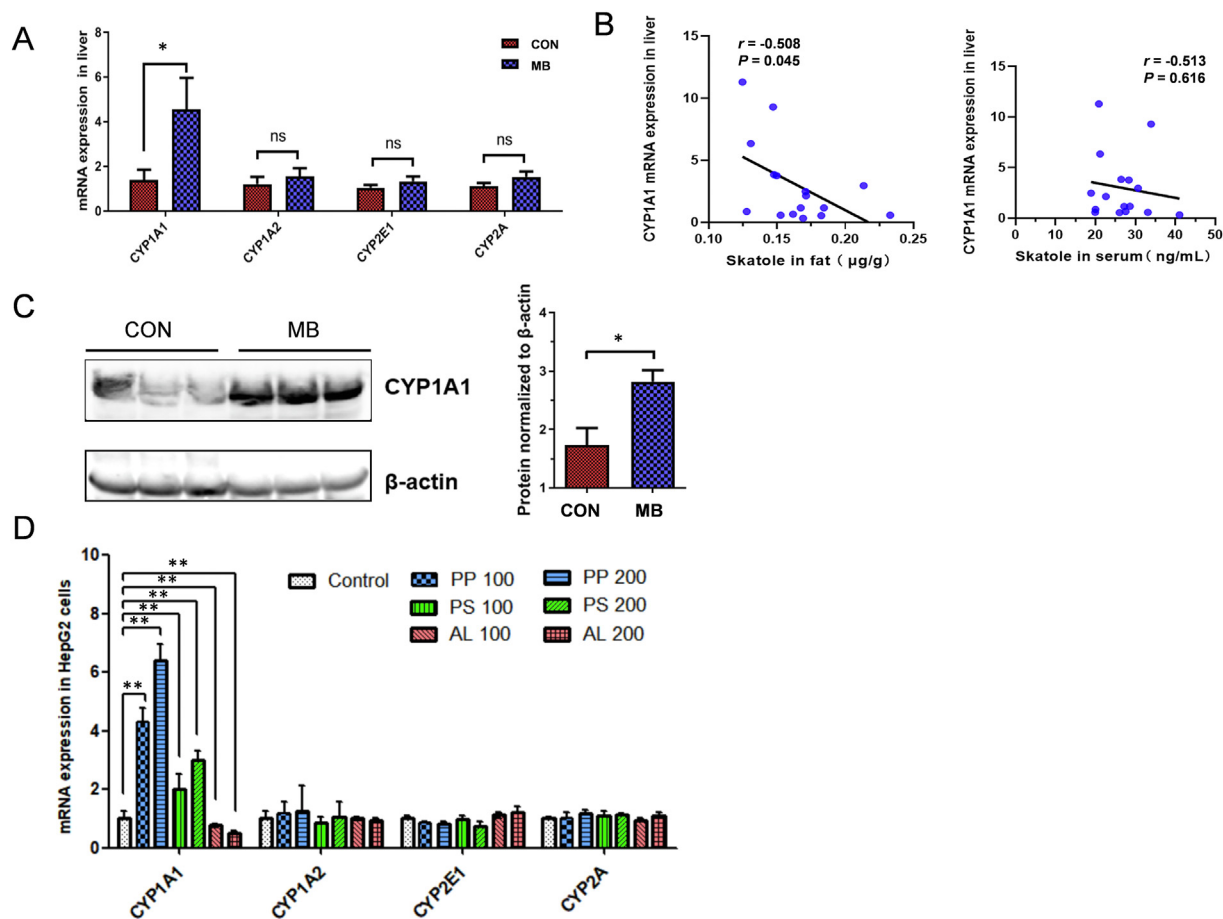 A
mRNA expression in liver
8
6
4
2
0
*
ns
ns
ns
CON
MB
CYP1A1
CYP1A2
CYP2E1
CYP2A
B
CYP1A1 mRNA expression in liver
15
10
5
0
r = -0.508
P = 0.045
0.10
0.15
0.20
0.25
Skatole in fat（ μg/g）
CYP1A1 mRNA expression in liver
15
10
5
0
r = -0.513
P = 0.616
0
10
20
30
40
50
Skatole in serum（ ng/mL）
C
CON
MB
CYP1A1
β-actin
Protein normalized to β-actin
4
3
2
1
*
CON
MB
D
mRNA expression in HepG2 cells
10
8
6
4
2
0
**
**
**
**
**
**
Control
PP 100
PP 200
PS 100
PS 200
AL 100
AL 200
CYP1A1
CYP1A2
CYP2E1
CYP2A